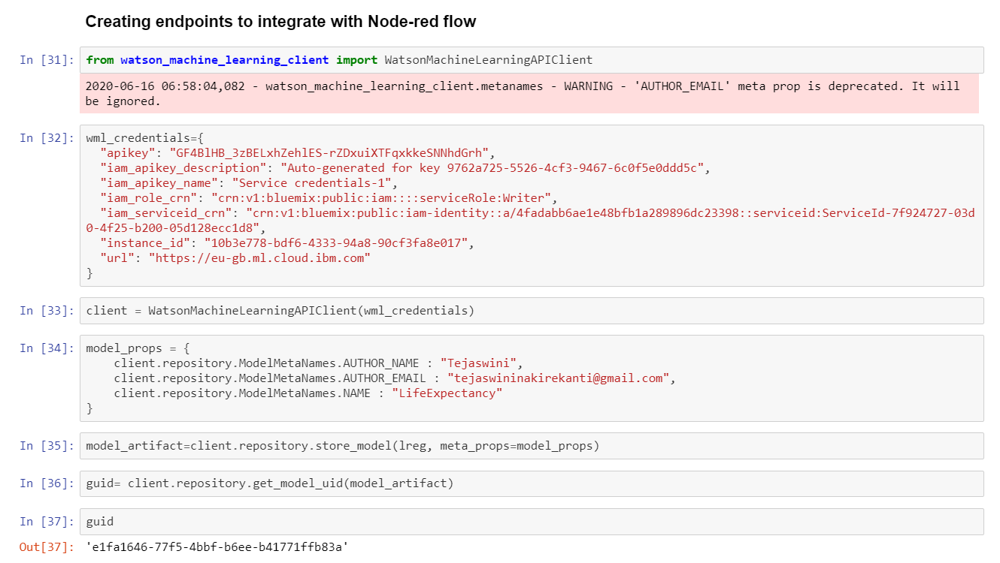 Creating endpoints to integrate with Node-red flow
In [31]: from watson_machine_learning_client import WatsonMachineLearningAPIClient
2020-06-16 06:58:04,082 - watson_machine_learning_client.metanames - WARNING - 'AUTHOR_EMAIL' meta prop is deprecated. It will
be ignored.
In [32]: wml_credentials={
"apikey": "GF4BlHB_3zBELxhZehlES-rZDxuiXTFqxkkeSNNhdGrh",
"iam_apikey_description": "Auto-generated for key 9762a725-5526-4cf3-9467-6c0f5e0ddd5c",
"iam_apikey_name": "Service credentials-1",
"iam_role_crn": "crn:v1:bluemix:public:iam::::serviceRole:Writer",
"iam_serviceid_crn": "crn:v1:bluemix:public:iam-identity::a/4fadabb6ae1e48bfb1a289896dc23398::serviceid:ServiceId-7f924727-03d
0-4f25-b200-05d128ecc1d8",
"instance_id": "10b3e778-bdf6-4333-94a8-90cf3fa8e017",
"url": "https://eu-gb.ml.cloud.ibm.com"
}
In [33]: client = WatsonMachineLearningAPIClient(wml_credentials)
In [34]: model_props = {
client.repository.ModelMetaNames.AUTHOR_NAME : "Tejaswini",
client.repository.ModelMetaNames.AUTHOR_EMAIL : "tejaswininakirekanti@gmail.com",
client.repository.ModelMetaNames.NAME : "LifeExpectancy"
}
In [35]: model_artifact=client.repository.store_model(lreg, meta_props=model_props)
In [36]: guid= client.repository.get_model_uid(model_artifact)
In [37]: guid
Out[37]: 'e1fa1646-77f5-4bbf-b6ee-b41771ffb83a'